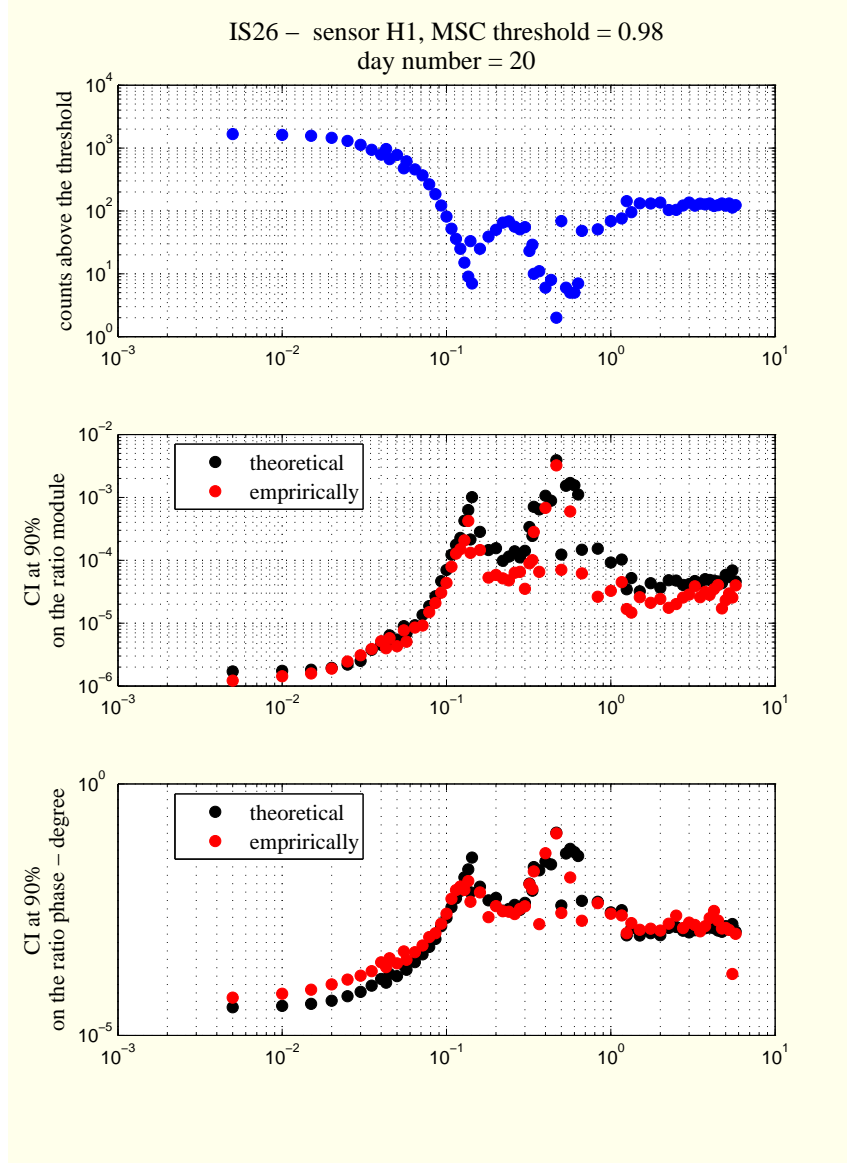 IS26 –  sensor H1, MSC threshold = 0.98
day number = 20
counts above the threshold
10^4
10^3
10^2
10^1
10^0
10^-3
10^-2
10^-1
10^0
10^1
CI at 90%
on the ratio module
10^-2
10^-3
10^-4
10^-5
10^-6
theoretical
emprirically
10^-3
10^-2
10^-1
10^0
10^1
CI at 90%
on the ratio phase – degree
10^0
10^-5
theoretical
emprirically
10^-3
10^-2
10^-1
10^0
10^1